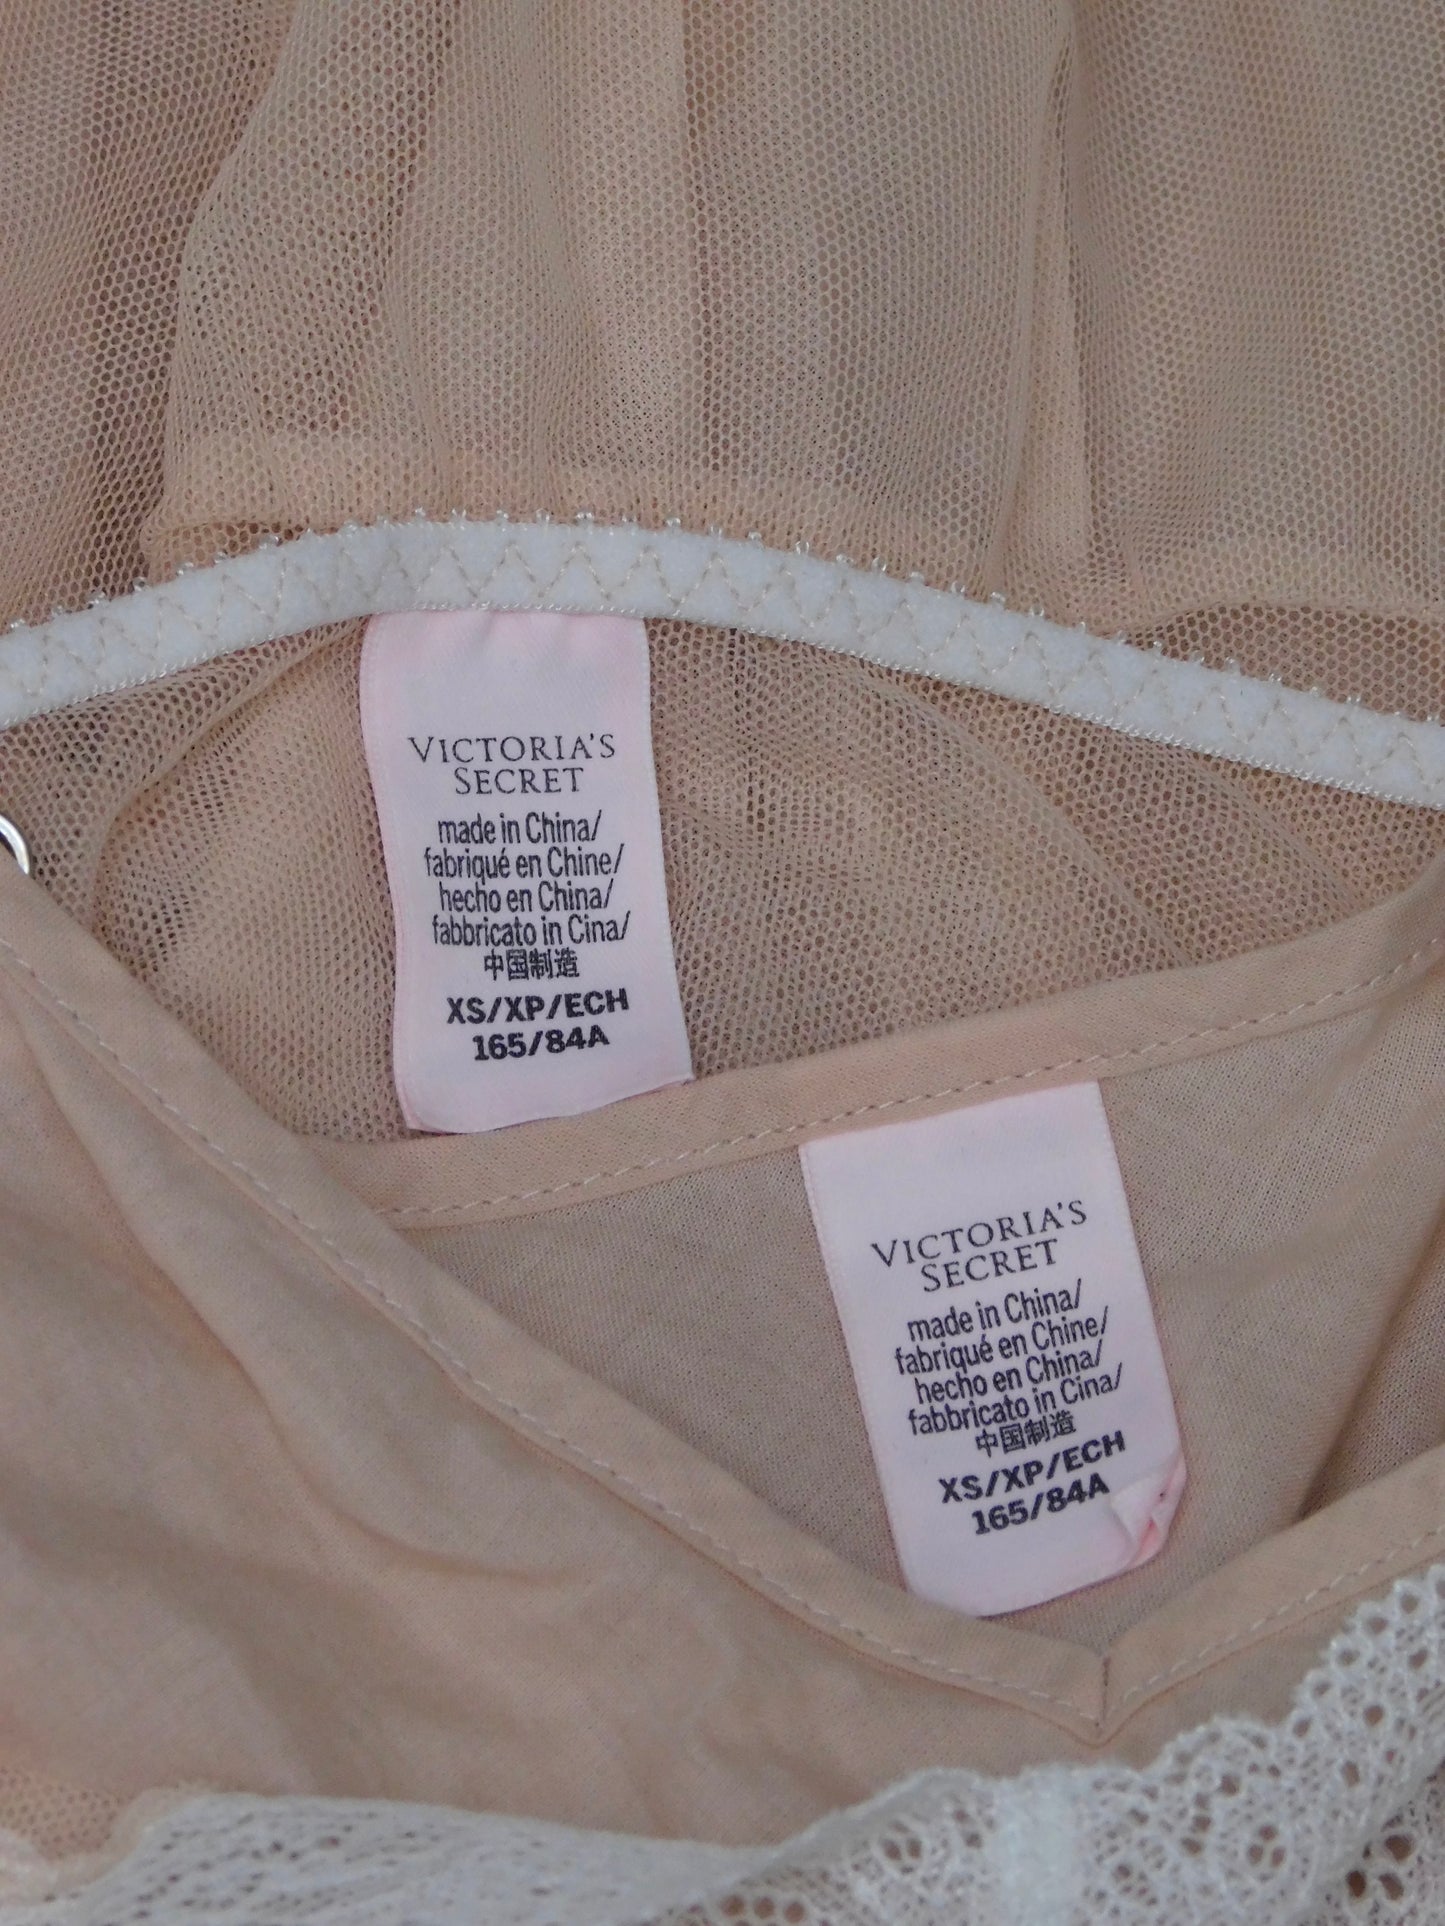 VICTORIA'S
SECRET
made in China/
fabriqué en Chine/
hecho en China/
fabbricato in Cina/
中国制造
XS/XP/ECH
165/84A
VICTORIA'S
SECRET
made in China/
fabriqué en Chine/
hecho en China/
fabbricato in Cina/
中国制造
XS/XP/ECH
165/84A